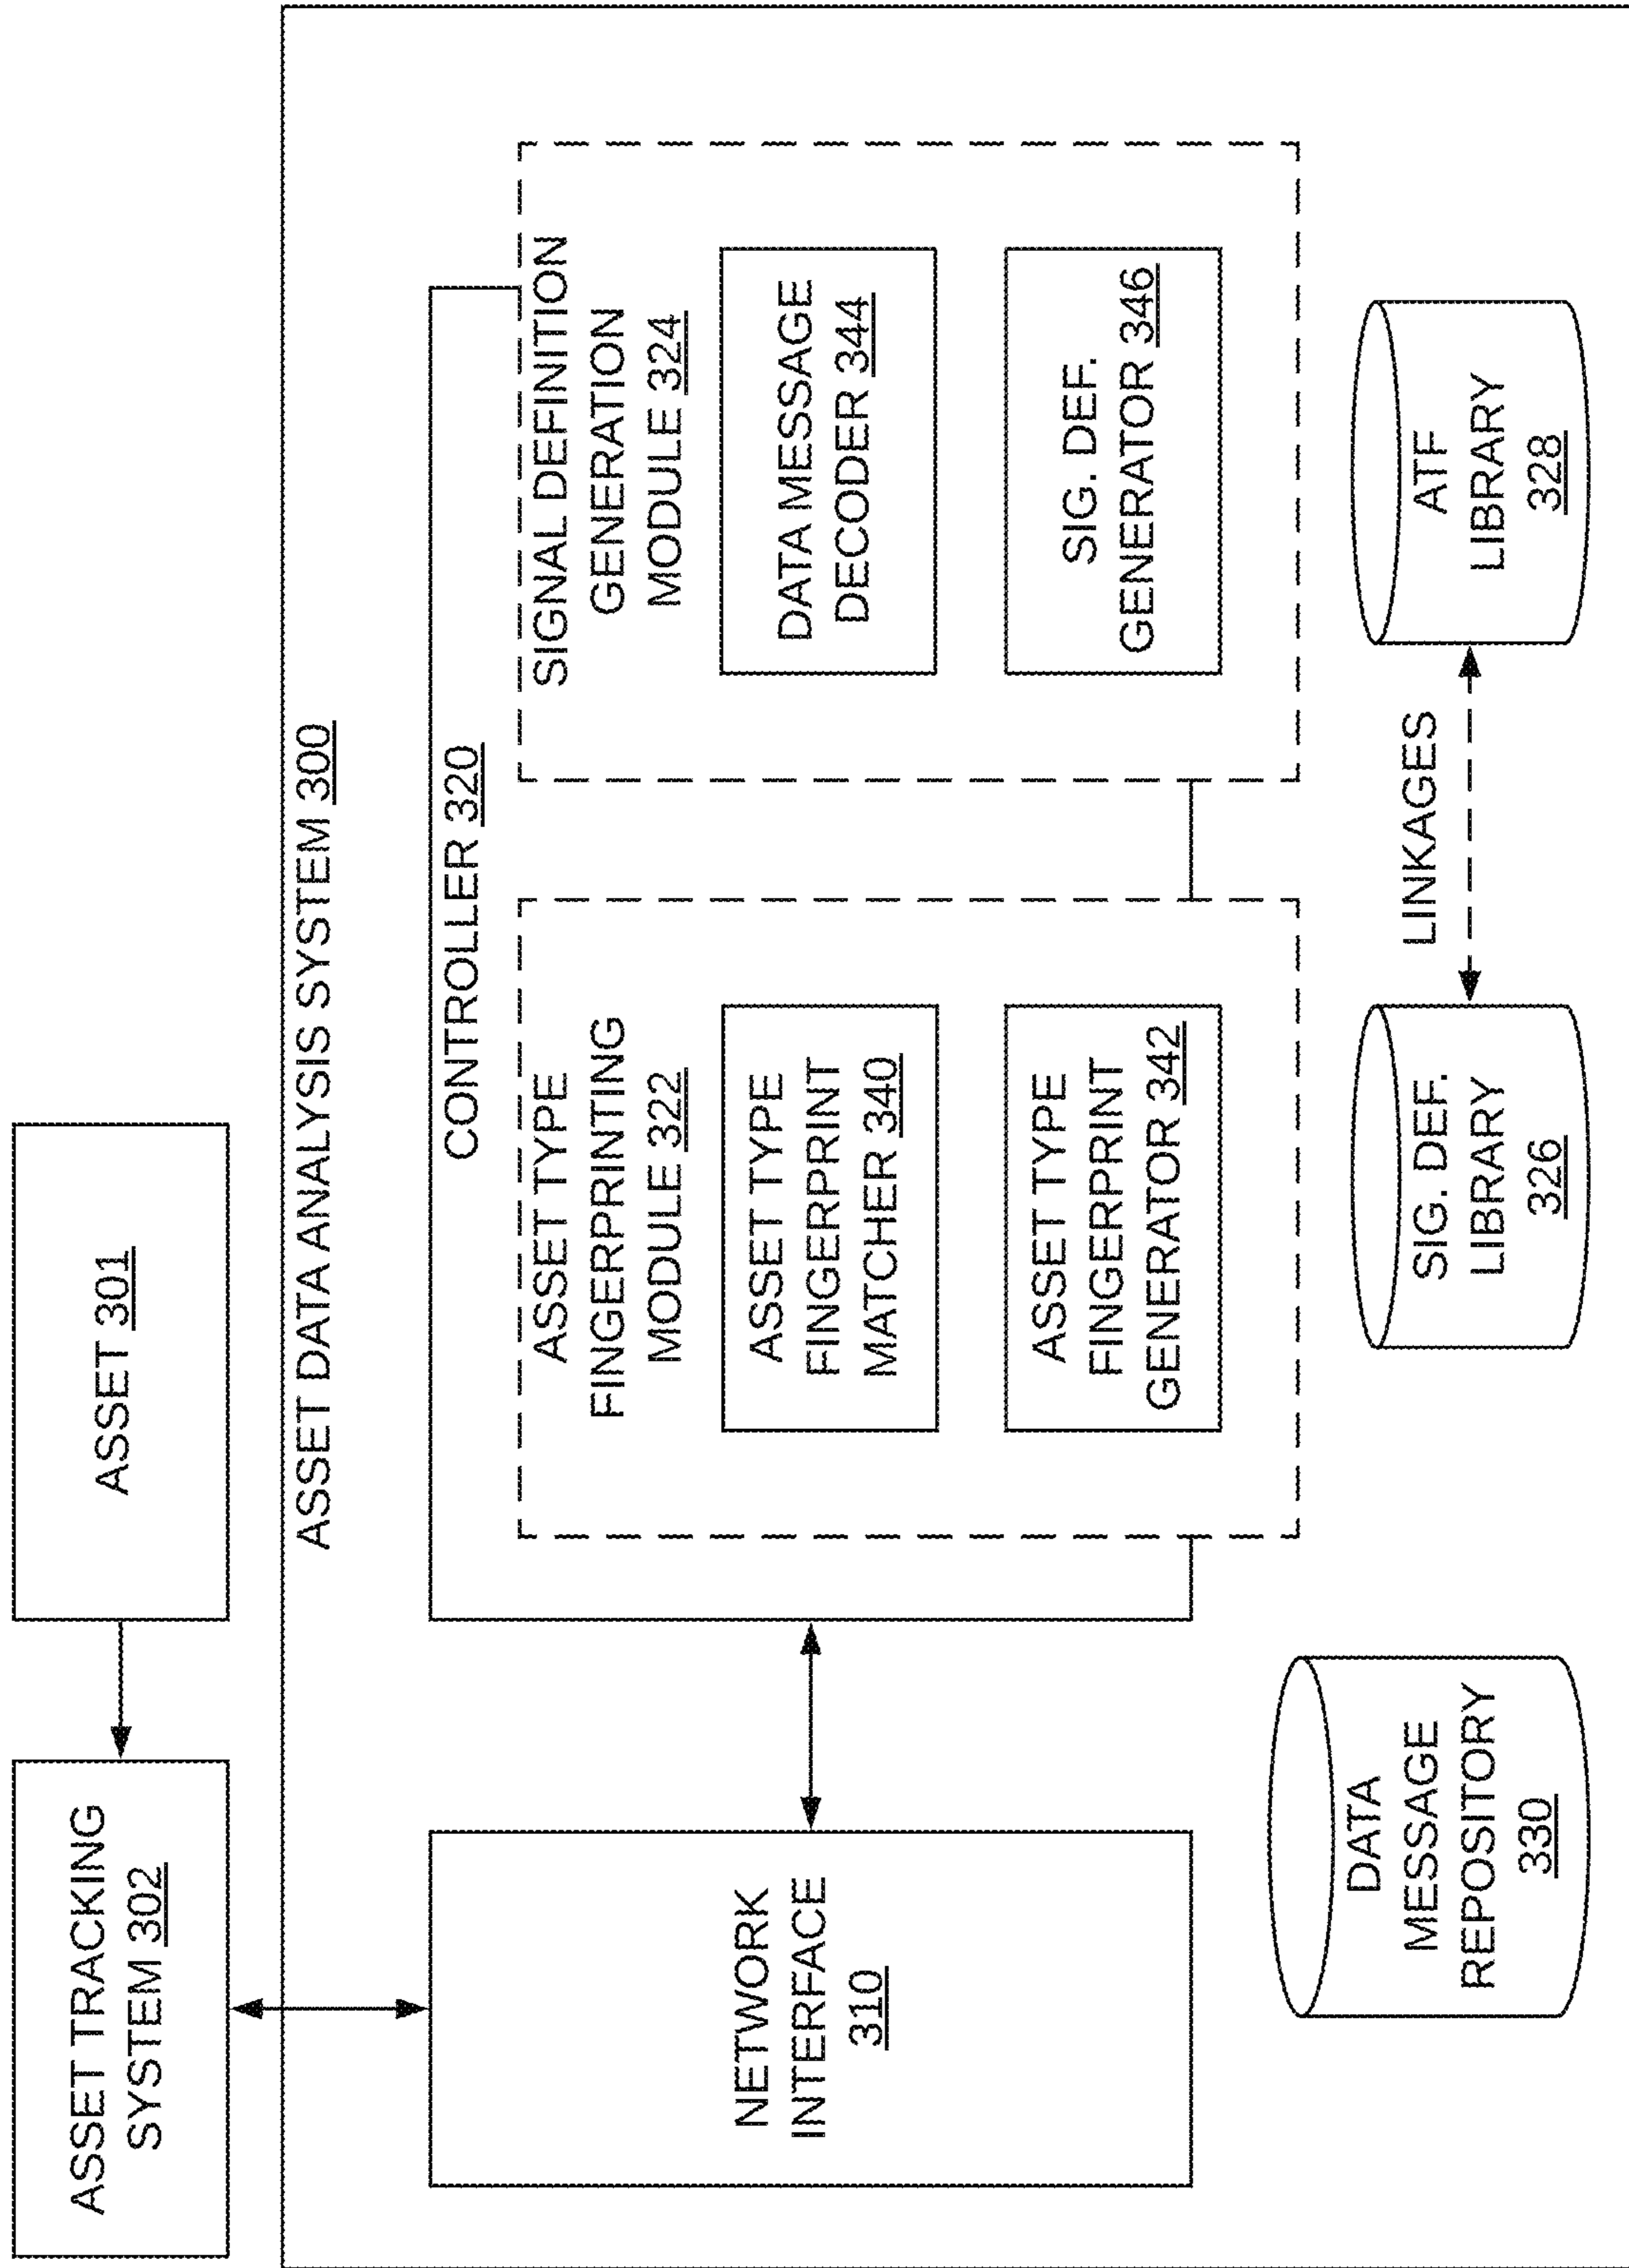 ASSET TRACKING
SYSTEM 302
ASSET 301
ASSET DATA ANALYSIS SYSTEM 300
NETWORK
INTERFACE
310
CONTROLLER 320
ASSET TYPE
FINGERPRINTING
MODULE 322
ASSET TYPE
FINGERPRINT
MATCHER 340
ASSET TYPE
FINGERPRINT
GENERATOR 342
SIGNAL DEFINITION
GENERATION
MODULE 324
DATA MESSAGE
DECODER 344
SIG. DEF.
GENERATOR 346
DATA
MESSAGE
REPOSITORY
330
SIG. DEF.
LIBRARY
326
LINKAGES
ATF
LIBRARY
328